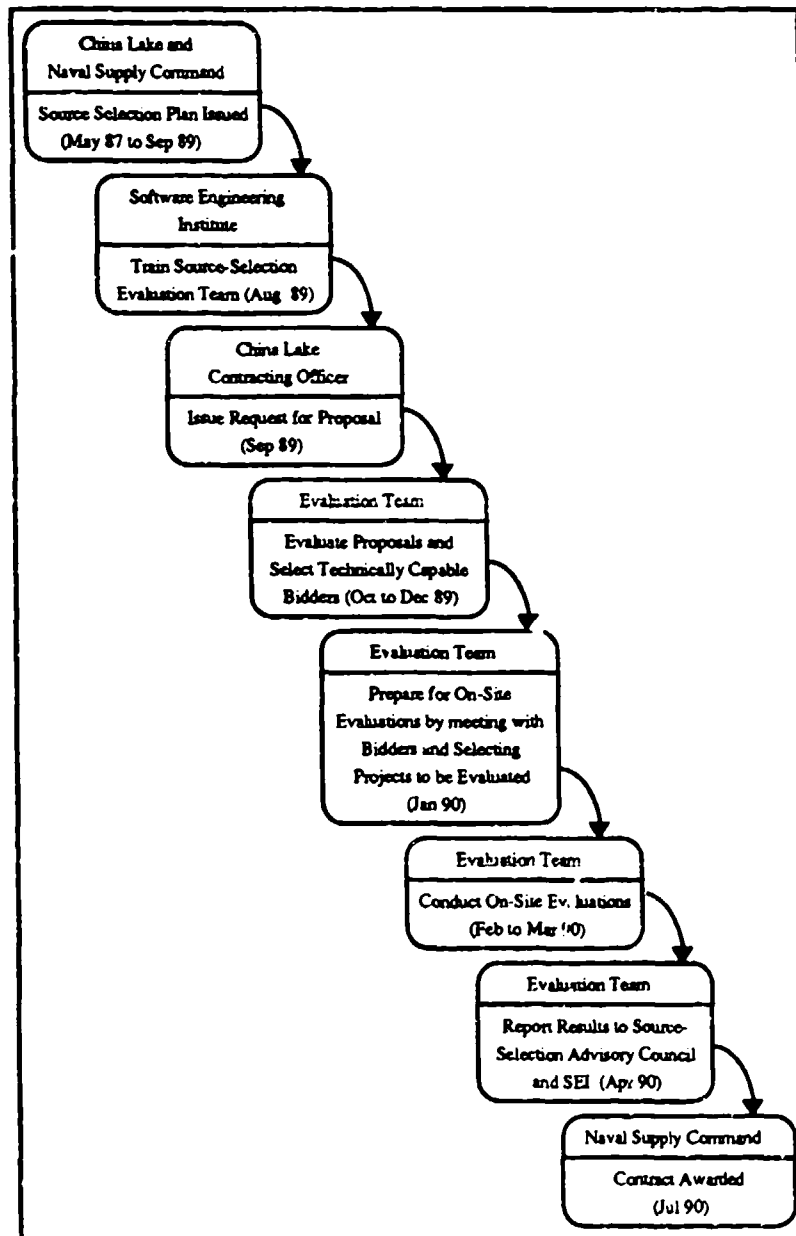 China Lake and
Naval Supply Command
Source Selection Plan Issued
(May 87 to Sep 89)
Software Engineering
Institute
Train Source-Selection
Evaluation Team (Aug 89)
China Lake
Contracting Officer
Issue Request for Proposal
(Sep 89)
Evaluation Team
Evaluate Proposals and
Select Technically Capable
Bidders (Oct to Dec 89)
Evaluation Team
Prepare for On-Site
Evaluations by meeting with
Bidders and Selecting
Projects to be Evaluated
(Jan 90)
Evaluation Team
Conduct On-Site Evaluations
(Feb to Mar 90)
Evaluation Team
Report Results to Source-
Selection Advisory Council
and SEI (Apr 90)
Naval Supply Command
Contract Awarded
(Jul 90)